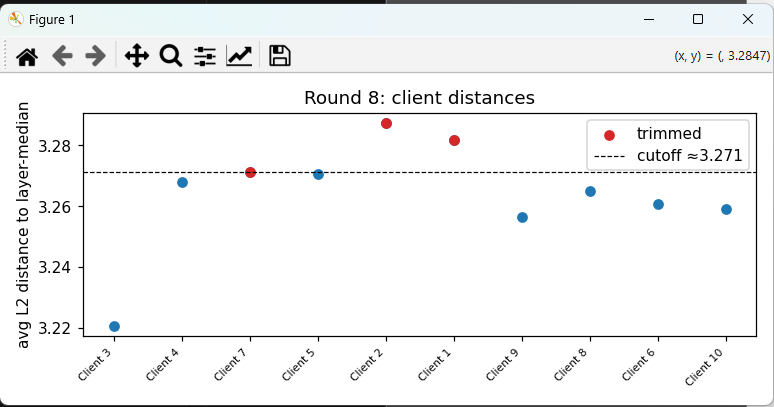 Figure 1
(x, y) = (, 3.2847)
Round 8: client distances
avg L2 distance to layer-median
3.28
3.26
3.24
3.22
trimmed
cutoff ≈3.271
Client 3
Client 4
Client 7
Client 5
Client 2
Client 1
Client 9
Client 8
Client 6
Client 10